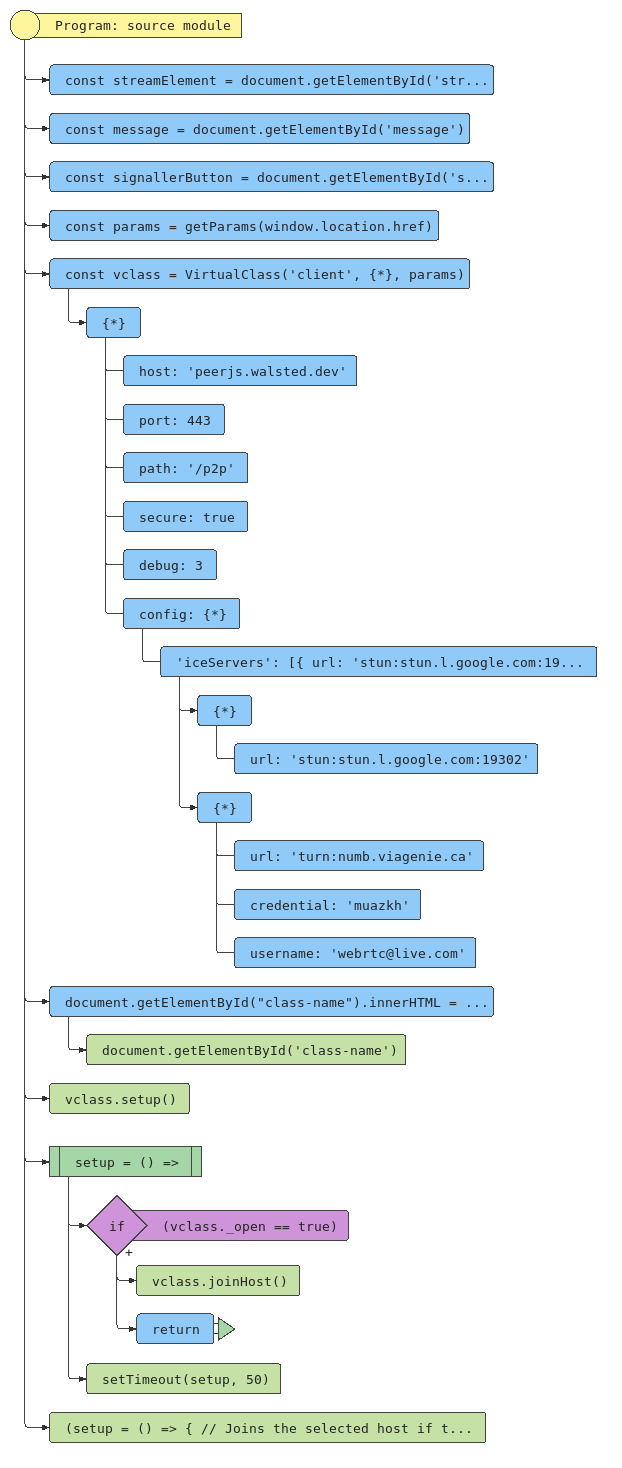 Program: source module
const streamElement = document.getElementById('str...
const message = document.getElementById('message')
const signallerButton = document.getElementById('s...
const params = getParams(window.location.href)
const vclass = VirtualClass('client', {*}, params)
{*}
host: 'peerjs.walsted.dev'
port: 443
path: '/p2p'
secure: true
debug: 3
config: {*}
'iceServers': [{ url: 'stun:stun.l.google.com:19...
{*}
url: 'stun:stun.l.google.com:19302'
{*}
url: 'turn:numb.viagenie.ca'
credential: 'muazkh'
username: 'webrtc@live.com'
document.getElementById("class-name").innerHTML = ...
document.getElementById('class-name')
vclass.setup()
setup = () =>
if (vclass._open == true)
+
vclass.joinHost()
return
setTimeout(setup, 50)
(setup = () => { // Joins the selected host if t...